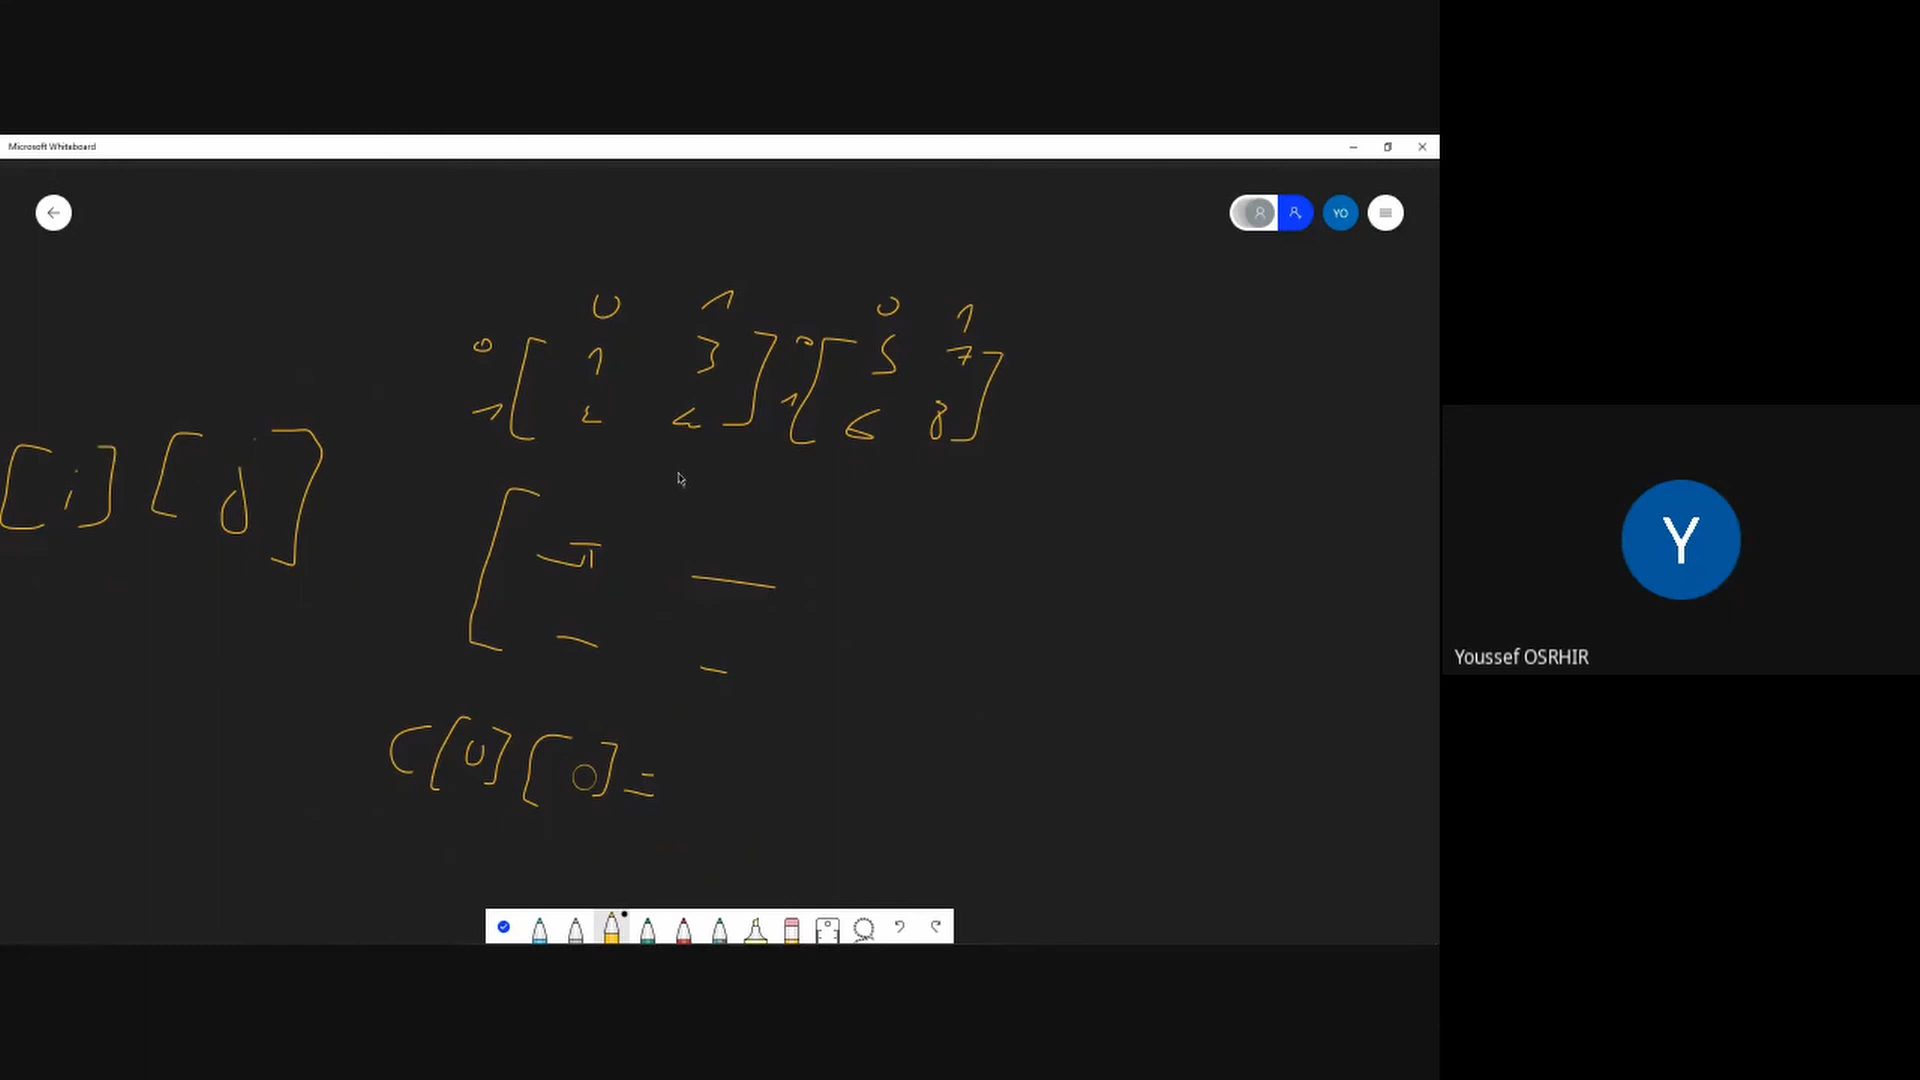 Microsoft Whiteboard
YO
0 1 0 1
0 [ 1 3 ] 0 [ 5 7 ]
1 2 4 1 6 8
[i] [j]
C[0][0]=
Y
Youssef OSRHIR